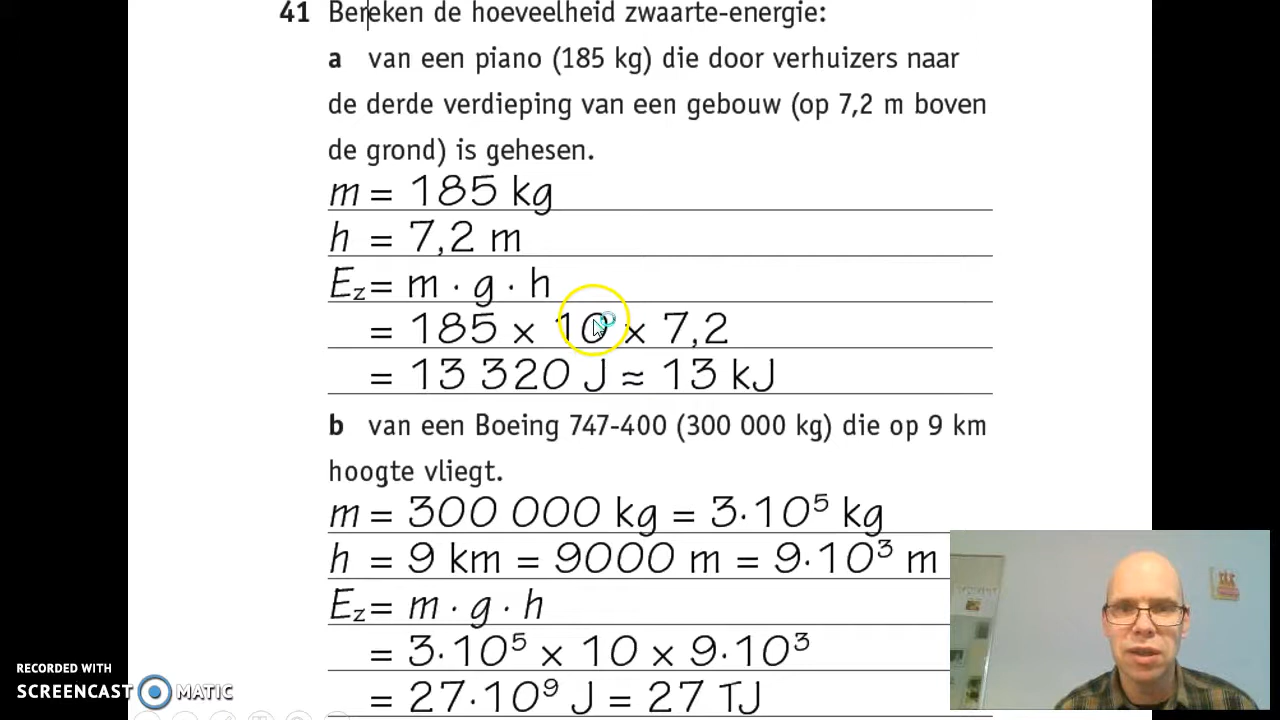 41 Bereken de hoeveelheid zwaarte-energie:
a van een piano (185 kg) die door verhuizers naar
de derde verdieping van een gebouw (op 7,2 m boven
de grond) is gehesen.
m = 185 kg
h = 7,2 m
Ez = m · g · h
= 185 × 10 × 7,2
= 13 320 J ≈ 13 kJ
b van een Boeing 747-400 (300 000 kg) die op 9 km
hoogte vliegt.
m = 300 000 kg = 3·10⁵ kg
h = 9 km = 9000 m = 9·10³ m
Ez = m · g · h
= 3·10⁵ × 10 × 9·10³
= 27·10⁹ J = 27 TJ
RECORDED WITH
SCREENCAST MATIC